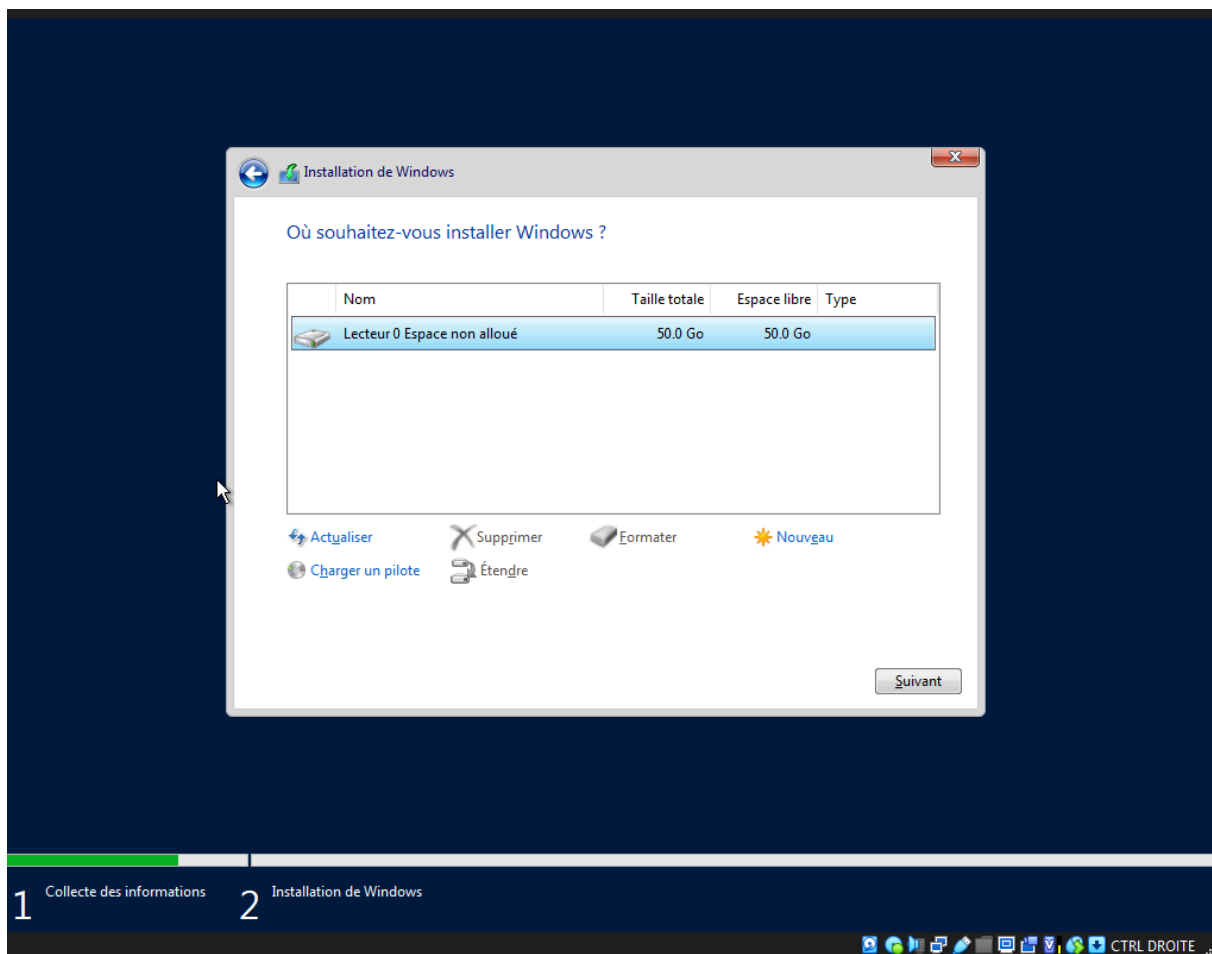 Installation de Windows
Où souhaitez-vous installer Windows ?
Nom Taille totale Espace libre Type
Lecteur 0 Espace non alloué 50.0 Go 50.0 Go
Actualiser Supprimer Formater Nouveau
Charger un pilote Étendre
Suivant
1 Collecte des informations 2 Installation de Windows
CTRL DROITE